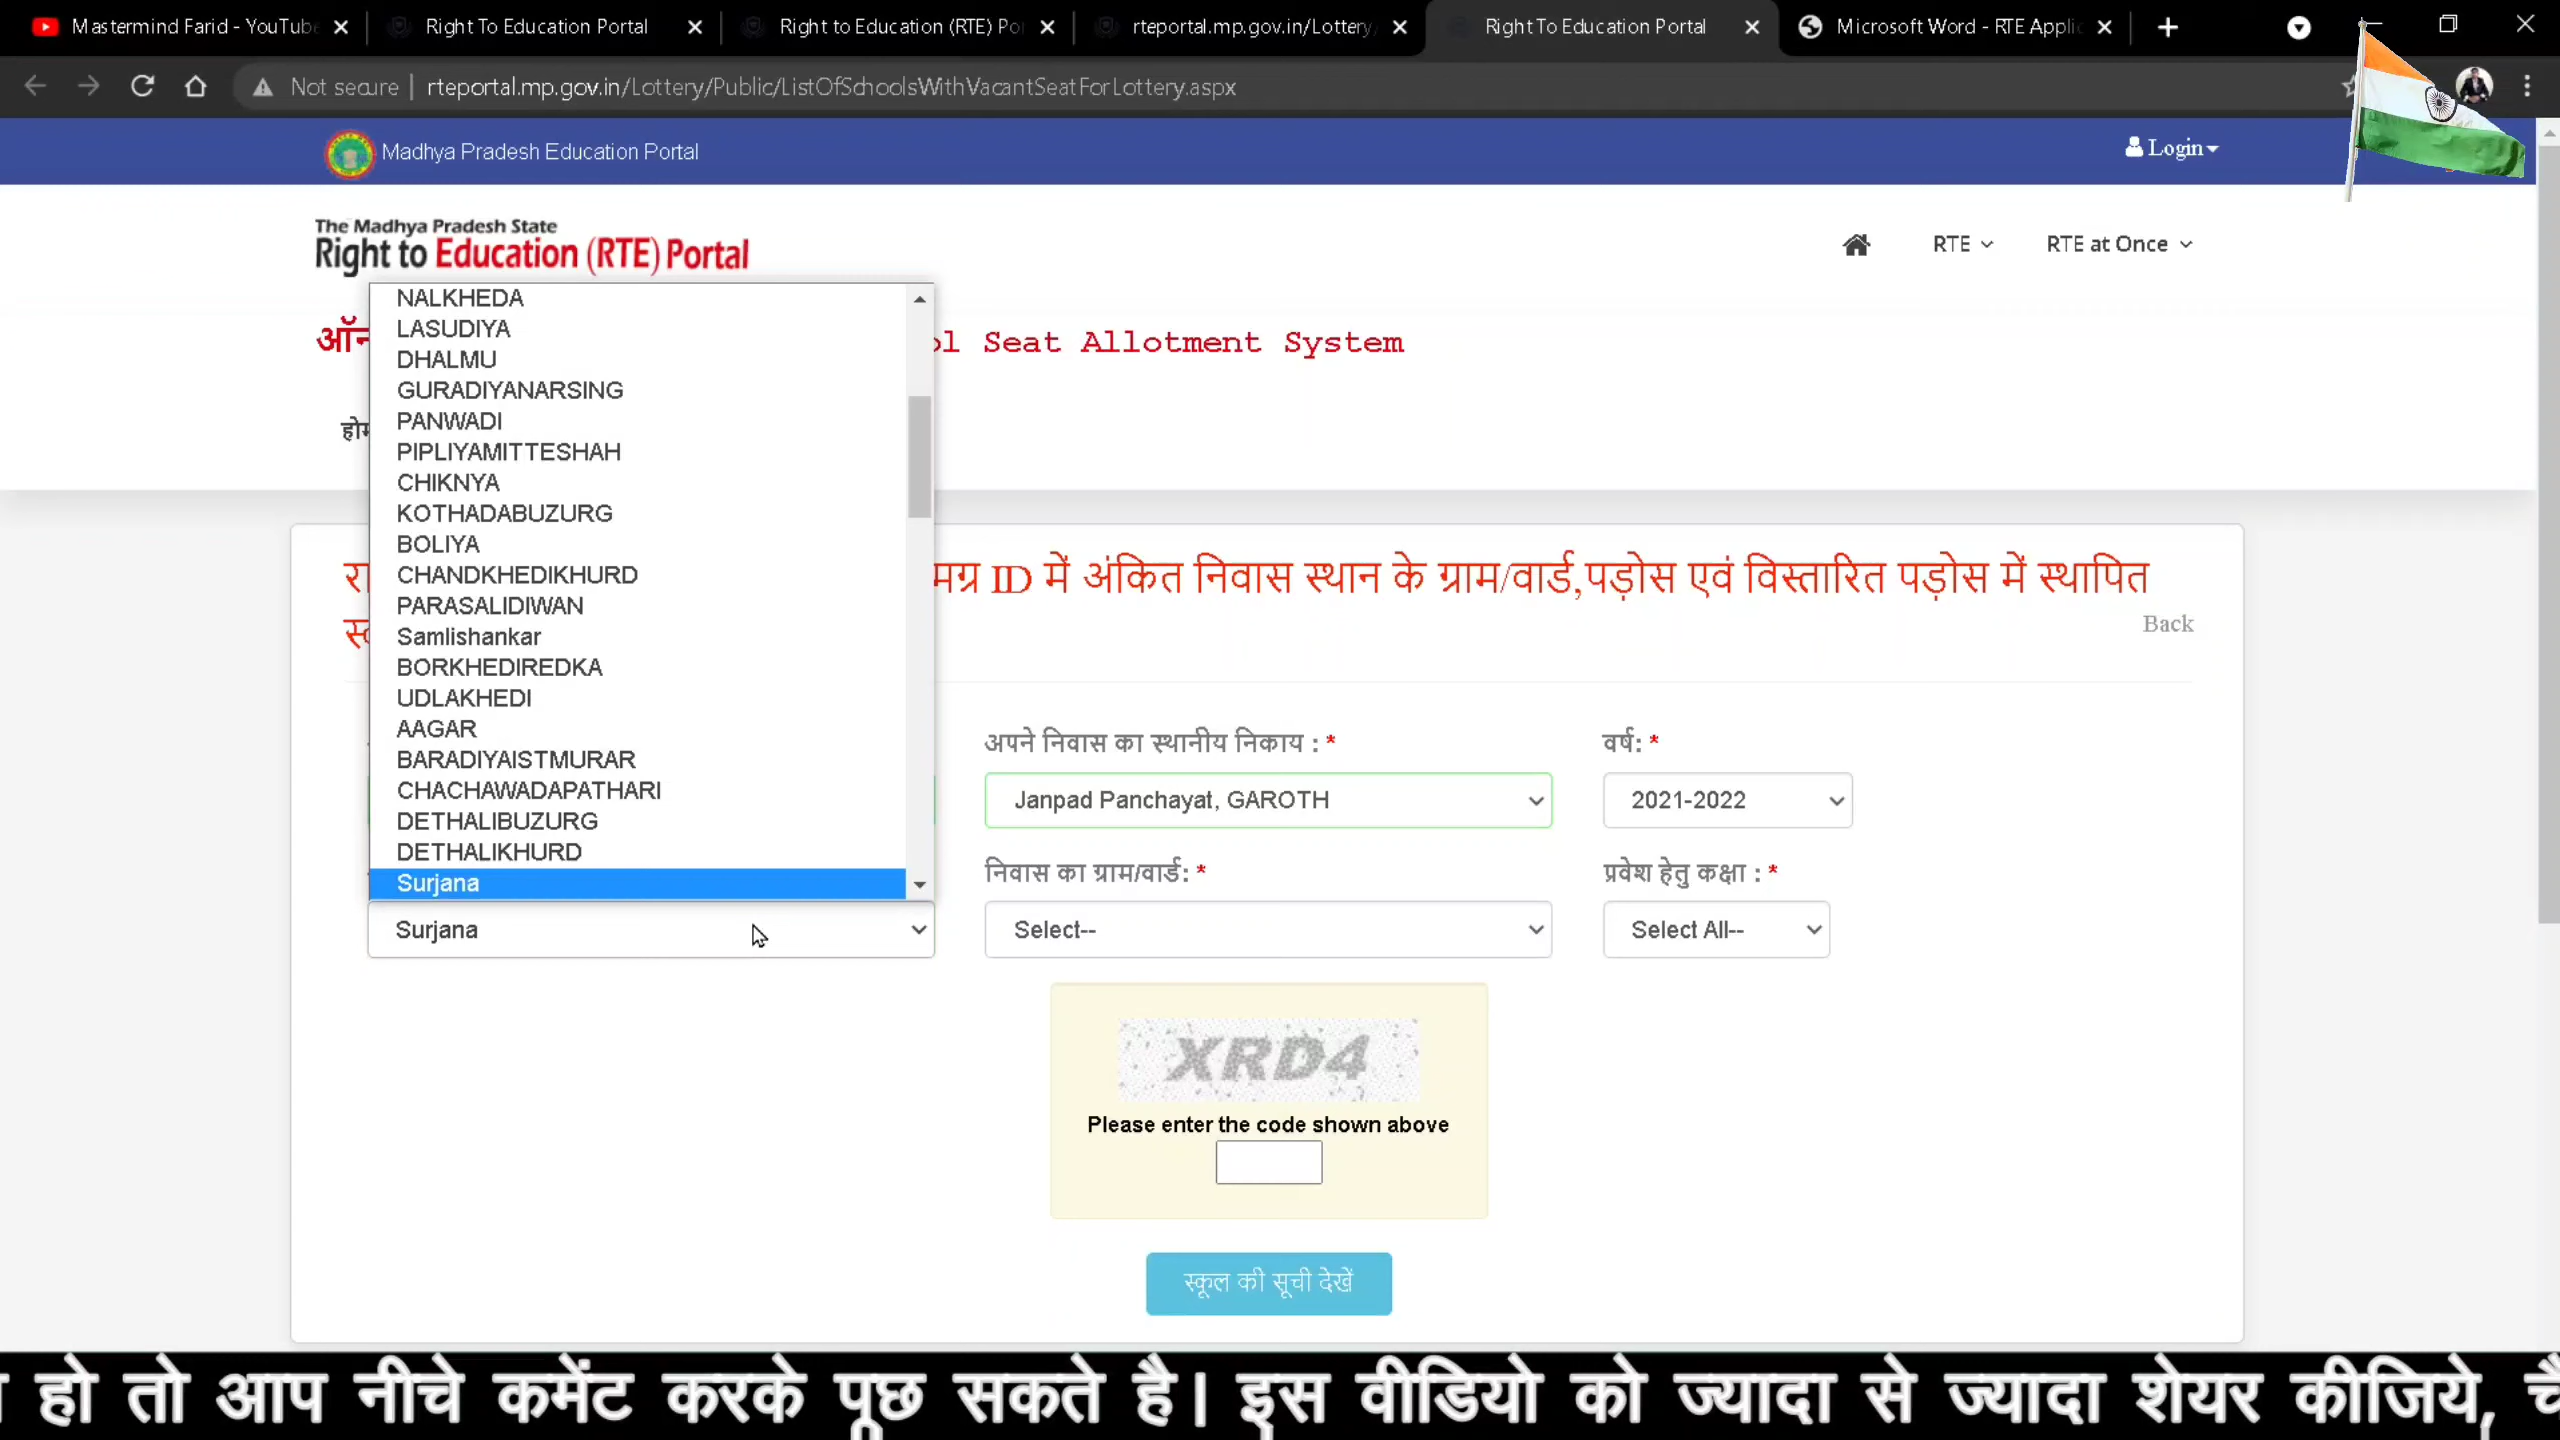 Mastermind Farid - YouTube
Right To Education Portal
Right to Education (RTE) Po
rteportal.mp.gov.in/Lottery/
Right To Education Portal
Microsoft Word - RTE Applic
Not secure
rteportal.mp.gov.in/Lottery/Public/ListOfSchoolsWithVacantSeatForLottery.aspx
Madhya Pradesh Education Portal
Login
The Madhya Pradesh State
Right to Education (RTE) Portal
RTE
RTE at Once
NALKHEDA
LASUDIYA
Seat Allotment System
DHALMU
GURADIYANARSING
PANWADI
PIPLIYAMITTESHAH
CHIKNYA
KOTHADABUZURG
BOLIYA
CHANDKHEDIKHURD
PARASALIDIWAN
Samlishankar
BORKHEDIREDKA
UDLAKHEDI
AAGAR
BARADIYAISTMURAR
CHACHAWADAPATHARI
DETHALIBUZURG
DETHALIKHURD
Surjana
ID में अंकित निवास स्थान के ग्राम/वार्ड,पड़ोस एवं विस्तारित पड़ोस में स्थापित
Back
अपने निवास का स्थानीय निकाय : *
वर्ष: *
Janpad Panchayat, GAROTH
2021-2022
निवास का ग्राम/वार्ड: *
प्रवेश हेतु कक्षा : *
Surjana
Select--
Select All--
XRD4
Please enter the code shown above
स्कूल की सूची देखें
हो तो आप नीचे कमेंट करके पूछ सकते है। इस वीडियो को ज्यादा से ज्यादा शेयर कीजिये,